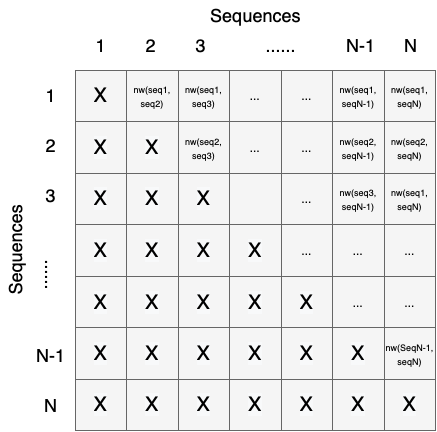 Sequences
1 2 3 ...... N-1 N
1 X nw(seq1, seq2) nw(seq1, seq3) ... ... nw(seq1, seqN-1) nw(seq1, seqN)
2 X X nw(seq2, seq3) ... ... nw(seq2, seqN-1) nw(seq2, seqN)
3 X X X ... nw(seq3, seqN-1) nw(seq1, seqN)
Sequences
......
X X X X ... ... ...
X X X X X ... ...
N-1 X X X X X X nw(SeqN-1, seqN)
N X X X X X X X